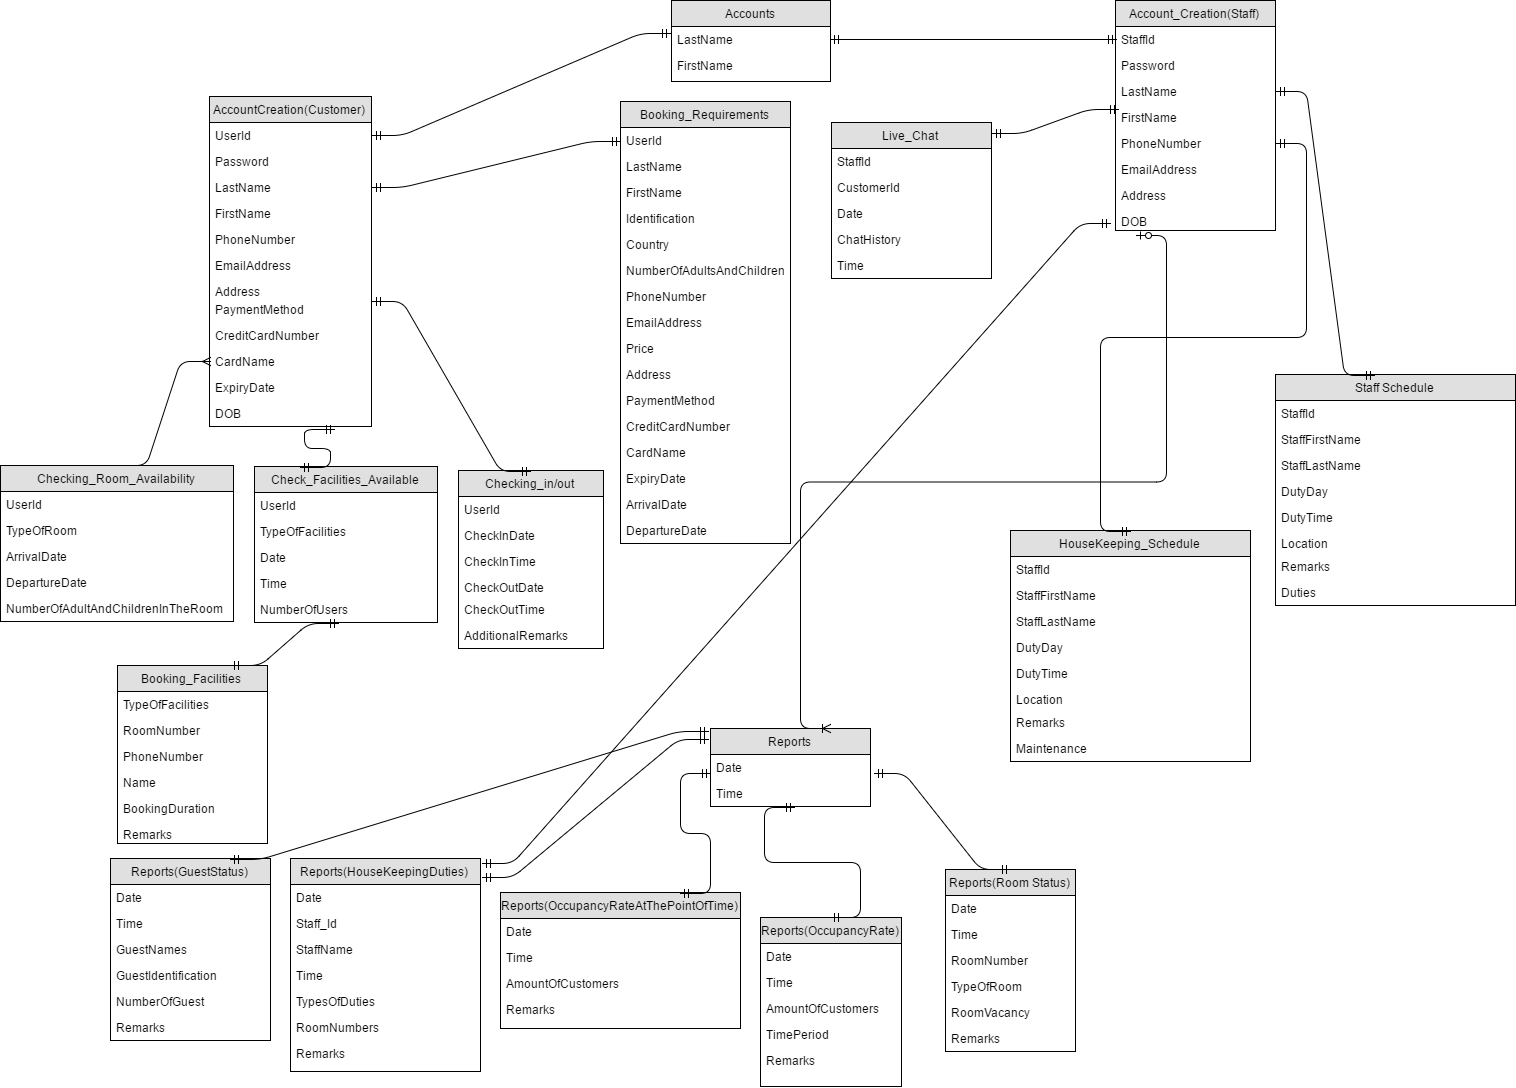 Accounts
LastName
FirstName
Account_Creation(Staff)
StaffId
Password
LastName
FirstName
PhoneNumber
EmailAddress
Address
DOB
AccountCreation(Customer)
UserId
Password
LastName
FirstName
PhoneNumber
EmailAddress
Address
PaymentMethod
CreditCardNumber
CardName
ExpiryDate
DOB
Booking_Requirements
UserId
LastName
FirstName
Identification
Country
NumberOfAdultsAndChildren
PhoneNumber
EmailAddress
Price
Address
PaymentMethod
CreditCardNumber
CardName
ExpiryDate
ArrivalDate
DepartureDate
Live_Chat
StaffId
CustomerId
Date
ChatHistory
Time
Staff Schedule
StaffId
StaffFirstName
StaffLastName
DutyDay
DutyTime
Location
Remarks
Duties
Checking_Room_Availability
UserId
TypeOfRoom
ArrivalDate
DepartureDate
NumberOfAdultAndChildrenInTheRoom
Check_Facilities_Available
UserId
TypeOfFacilities
Date
Time
NumberOfUsers
Checking_in/out
UserId
CheckInDate
CheckInTime
CheckOutDate
CheckOutTime
AdditionalRemarks
HouseKeeping_Schedule
StaffId
StaffFirstName
StaffLastName
DutyDay
DutyTime
Location
Remarks
Maintenance
Booking_Facilities
TypeOfFacilities
RoomNumber
PhoneNumber
Name
BookingDuration
Remarks
Reports
Date
Time
Reports(GuestStatus)
Date
Time
GuestNames
GuestIdentification
NumberOfGuest
Remarks
Reports(HouseKeepingDuties)
Date
Staff_Id
StaffName
Time
TypesOfDuties
RoomNumbers
Remarks
Reports(OccupancyRateAtThePointOfTime)
Date
Time
AmountOfCustomers
Remarks
Reports(OccupancyRate)
Date
Time
AmountOfCustomers
TimePeriod
Remarks
Reports(Room Status)
Date
Time
RoomNumber
TypeOfRoom
RoomVacancy
Remarks